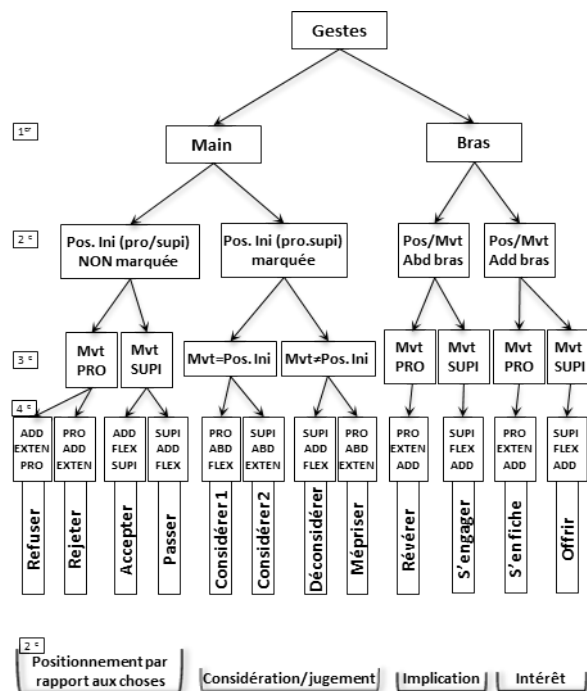 Gestes
1er
Main
Bras
2e
Pos. Ini (pro/supi)
NON marquée
Pos. Ini (pro.supi)
marquée
Pos/Mvt
Abd bras
Pos/Mvt
Add bras
3e
Mvt
PRO
Mvt
SUPI
Mvt=Pos. Ini
Mvt≠Pos. Ini
Mvt
PRO
Mvt
SUPI
Mvt
PRO
Mvt
SUPI
4e
ADD
EXTEN
PRO
PRO
ADD
EXTEN
ADD
FLEX
SUPI
SUPI
ADD
FLEX
PRO
ABD
FLEX
SUPI
ABD
EXTEN
SUPI
ADD
FLEX
PRO
ABD
EXTEN
PRO
EXTEN
ADD
SUPI
FLEX
ADD
PRO
EXTEN
ADD
SUPI
FLEX
ADD
Refuser
Rejeter
Accepter
Passer
Considérer 1
Considérer 2
Déconsidérer
Mépriser
Révérer
S'engager
S'en fiche
Offrir
2e
Positionnement par
rapport aux choses
Considération/jugement
Implication
Intérêt